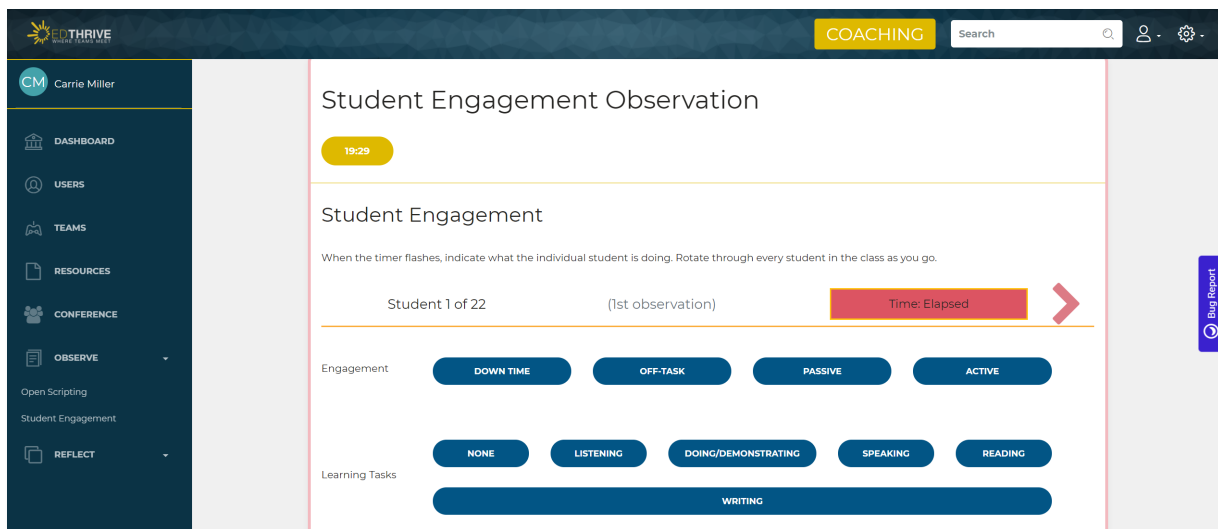 EDTHRIVE
WHERE TEAMS MEET
COACHING
Search
CM Carrie Miller
DASHBOARD
USERS
TEAMS
RESOURCES
CONFERENCE
OBSERVE
Open Scripting
Student Engagement
REFLECT
Student Engagement Observation
19:29
Student Engagement
When the timer flashes, indicate what the individual student is doing. Rotate through every student in the class as you go.
Student 1 of 22 (1st observation) Time: Elapsed
Engagement DOWN TIME OFF-TASK PASSIVE ACTIVE
Learning Tasks
NONE LISTENING DOING/DEMONSTRATING SPEAKING READING
WRITING
Bug Report